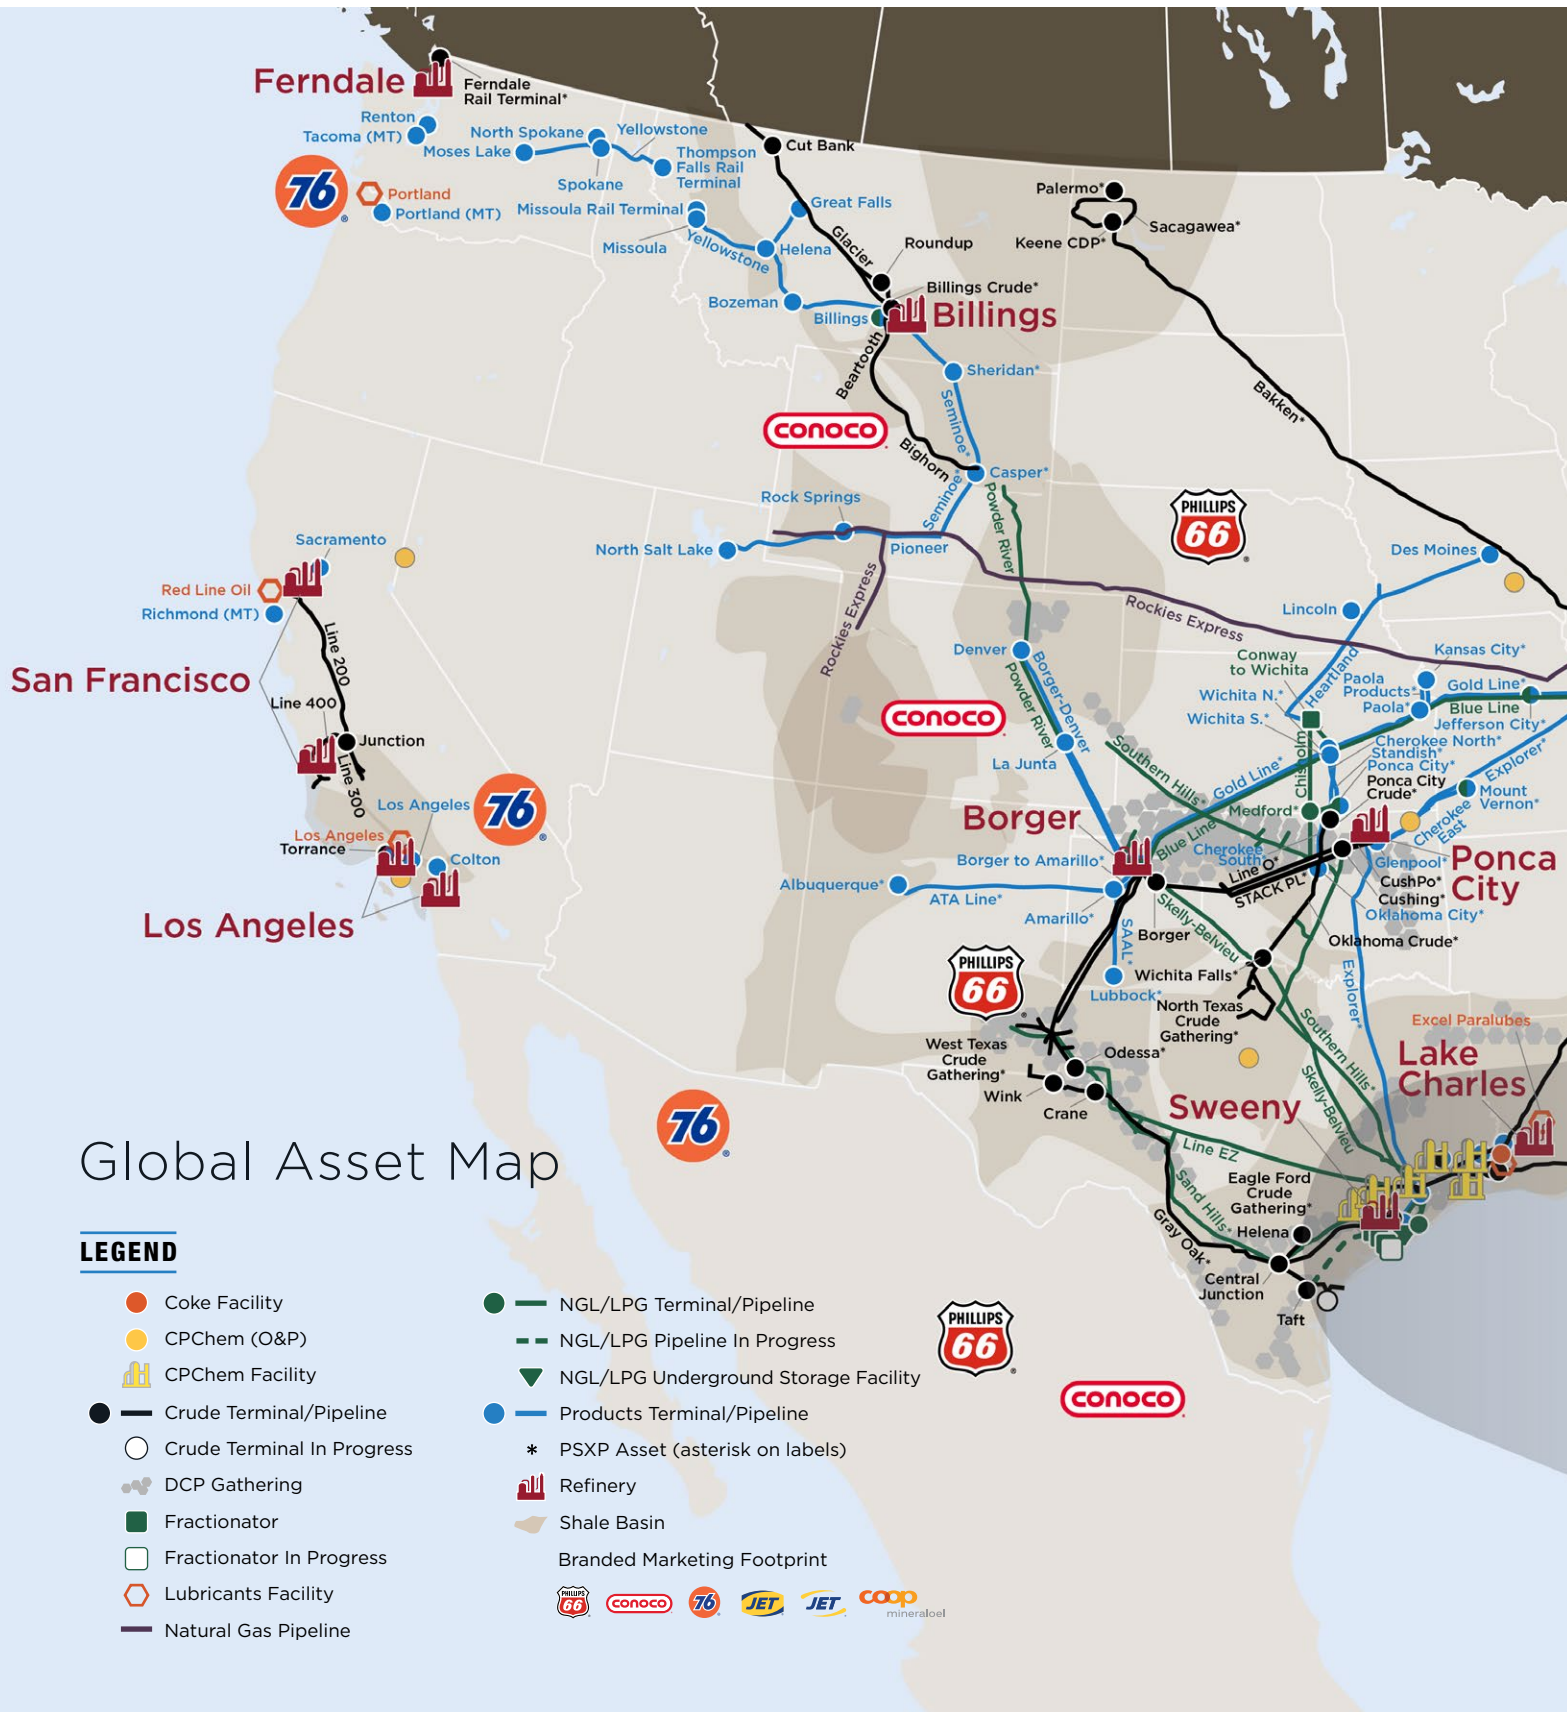 Ferndale
Ferndale
Rail Terminal*
Renton
Tacoma (MT)
North Spokane
Yellowstone
Moses Lake
Thompson
Falls Rail
Terminal
Spokane
Cut Bank
76
Portland
Portland (MT)
Missoula Rail Terminal
Great Falls
Missoula
Yellowstone
Helena
Glacier
Roundup
Palermo*
Sacagawea*
Keene CDP*
Bozeman
Billings Crude*
Billings
Billings
Beartooth
Sheridan*
Seminoe*
Bakken*
CONOCO
Bighorn
Casper*
Rock Springs
Seminoe*
Powder River
PHILLIPS
66
North Salt Lake
Pioneer
Des Moines
Sacramento
Red Line Oil
Richmond (MT)
Rockies Express
Rockies Express
Lincoln
Line 200
San Francisco
Line 400
Junction
Line 300
Denver
Borger-Denver
Powder River
Conway
to Wichita
Heartland
Kansas City*
Paola
Products*
Gold Line*
Wichita N.*
Paola*
Blue Line
Wichita S.*
Jefferson City*
CONOCO
La Junta
Southern Hills*
Chisholm
Cherokee North*
Standish*
Ponca City*
Explorer*
Gold Line*
Ponca City
Crude*
Mount
Vernon*
Medford*
Cherokee
East
76
Los Angeles
Los Angeles
Torrance
Colton
Los Angeles
Borger
Blue Line
Cherokee
South*
Borger to Amarillo*
Glenpool*
Ponca
City
Line O*
STACK PL*
CushPo*
Cushing*
Albuquerque*
ATA Line*
Amarillo*
Oklahoma City*
Skelly-Belvieu
SAAL*
Borger
Oklahoma Crude*
PHILLIPS
66
Wichita Falls*
Lubbock*
Explorer*
North Texas
Crude
Gathering*
Southern Hills*
Excel Paralubes
West Texas
Crude
Gathering*
Odessa*
Skelly-Belvieu
Lake
Charles
Wink
Crane
Sweeny
76
Line EZ
Sand Hills*
Eagle Ford
Crude
Gathering*
Gray Oak*
Helena
Central
Junction
Taft
Global Asset Map
LEGEND
Coke Facility
CPChem (O&P)
CPChem Facility
Crude Terminal/Pipeline
Crude Terminal In Progress
DCP Gathering
Fractionator
Fractionator In Progress
Lubricants Facility
Natural Gas Pipeline
NGL/LPG Terminal/Pipeline
NGL/LPG Pipeline In Progress
NGL/LPG Underground Storage Facility
Products Terminal/Pipeline
* PSXP Asset (asterisk on labels)
Refinery
Shale Basin
Branded Marketing Footprint
PHILLIPS
66
CONOCO
76
JET
JET
coop
mineraloel
PHILLIPS
66
CONOCO